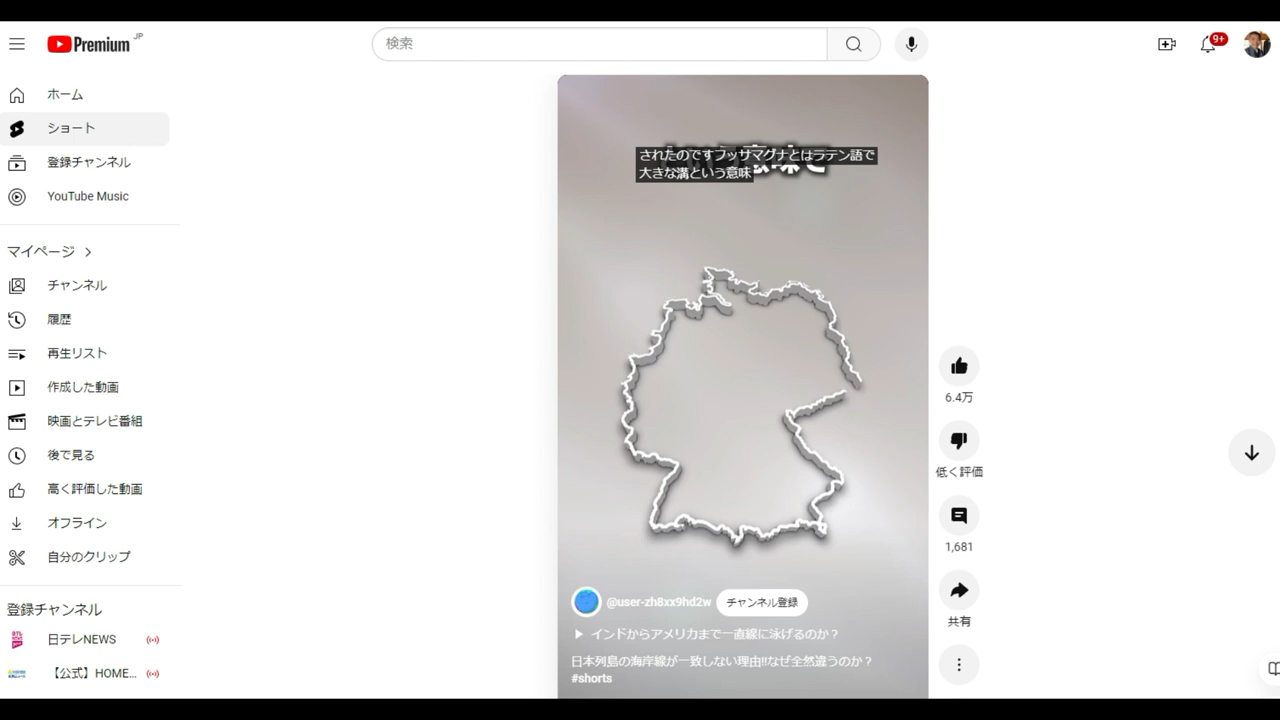 Premium JP
検索
9+
ホーム
ショート
登録チャンネル
YouTube Music
マイページ
チャンネル
履歴
再生リスト
作成した動画
映画とテレビ番組
後で見る
高く評価した動画
オフライン
自分のクリップ
登録チャンネル
日テレNEWS
【公式】HOME...
されたのですフッサマグナとはラテン語で
大きな溝という意味
@user-zh8xx9hd2w
チャンネル登録
インドからアメリカまで一直線に泳げるのか？
日本列島の海岸線が一致しない理由!!なぜ全然違うのか？
#shorts
6.4万
低く評価
1,681
共有